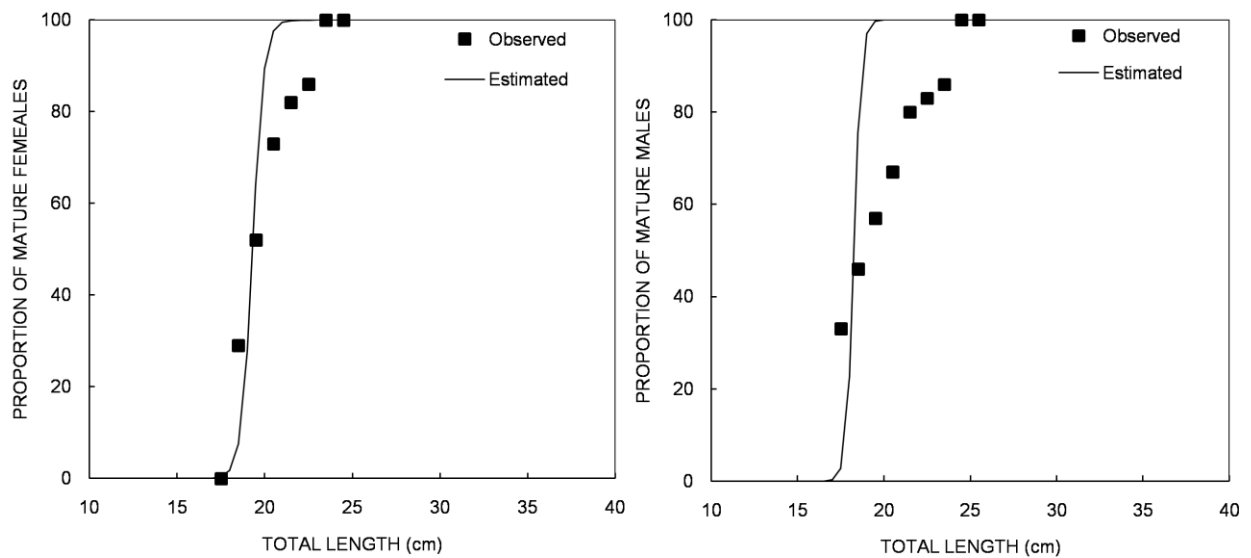 PROPORTION OF MATURE FEMEALES
100
80
60
40
20
0
10 15 20 25 30 35 40
TOTAL LENGTH (cm)
Observed
Estimated
PROPORTION OF MATURE MALES
100
80
60
40
20
0
10 15 20 25 30 35 40
TOTAL LENGTH (cm)
Observed
Estimated